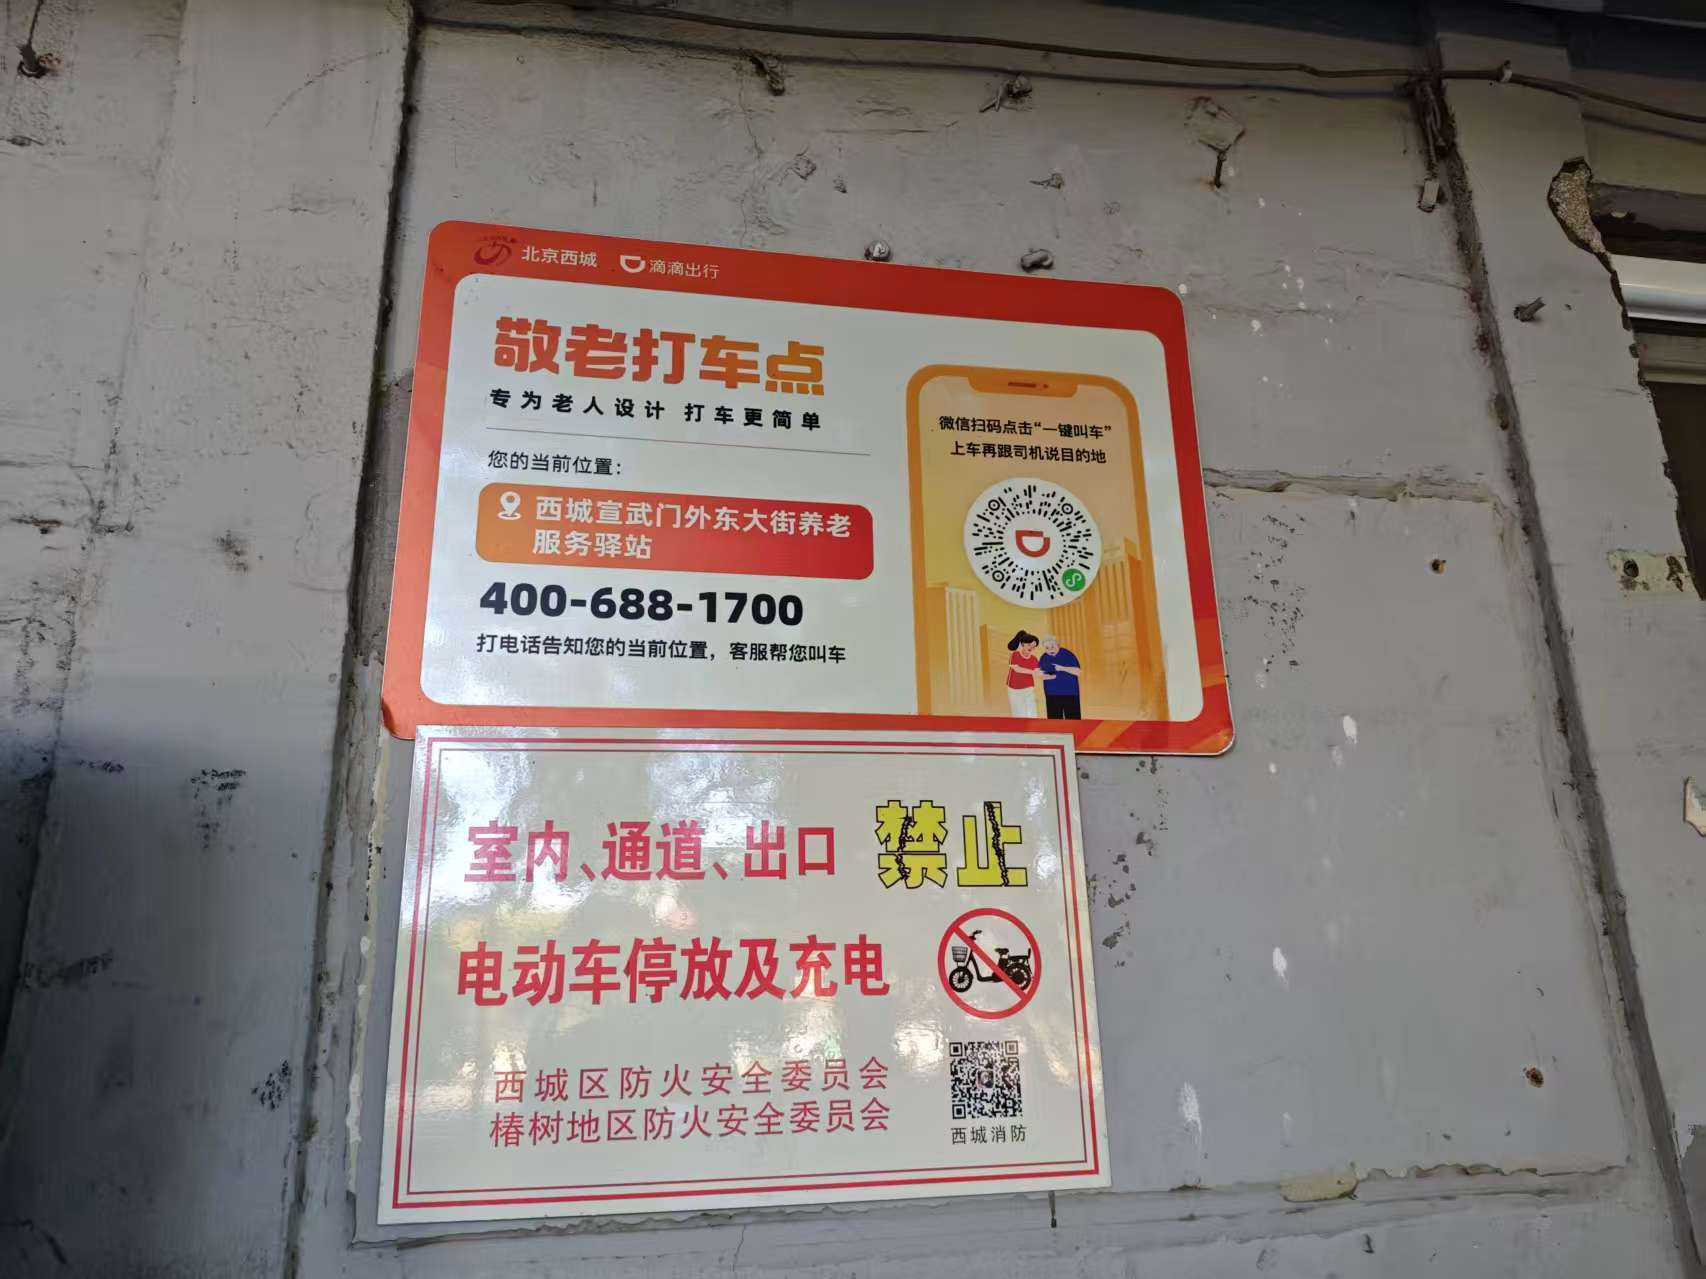 北京西城 滴滴出行
敬老打车点
专为老人设计 打车更简单
您的当前位置：
西城宣武门外东大街养老
服务驿站
400-688-1700
打电话告知您的当前位置，客服帮您叫车
微信扫码点击“一键叫车”
上车再跟司机说目的地
室内、通道、出口 禁止
电动车停放及充电
西城区防火安全委员会
椿树地区防火安全委员会
西城消防